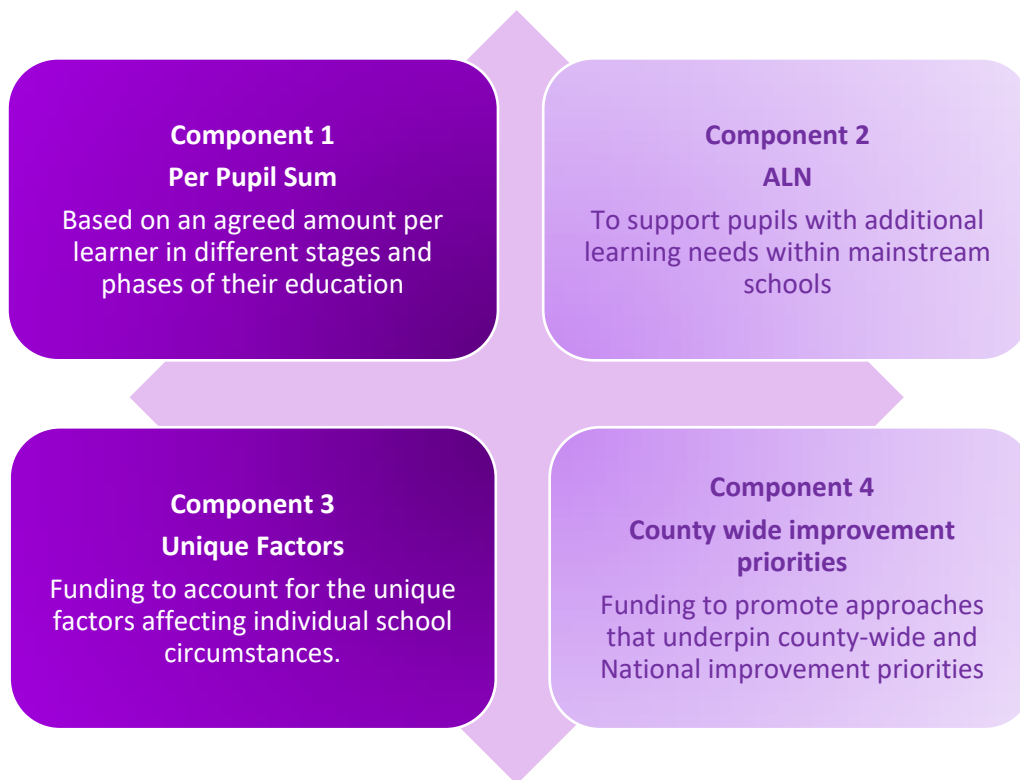 Component 1
Per Pupil Sum
Based on an agreed amount per
learner in different stages and
phases of their education
Component 2
ALN
To support pupils with additional
learning needs within mainstream
schools
Component 3
Unique Factors
Funding to account for the unique
factors affecting individual school
circumstances.
Component 4
County wide improvement
priorities
Funding to promote approaches
that underpin county-wide and
National improvement priorities